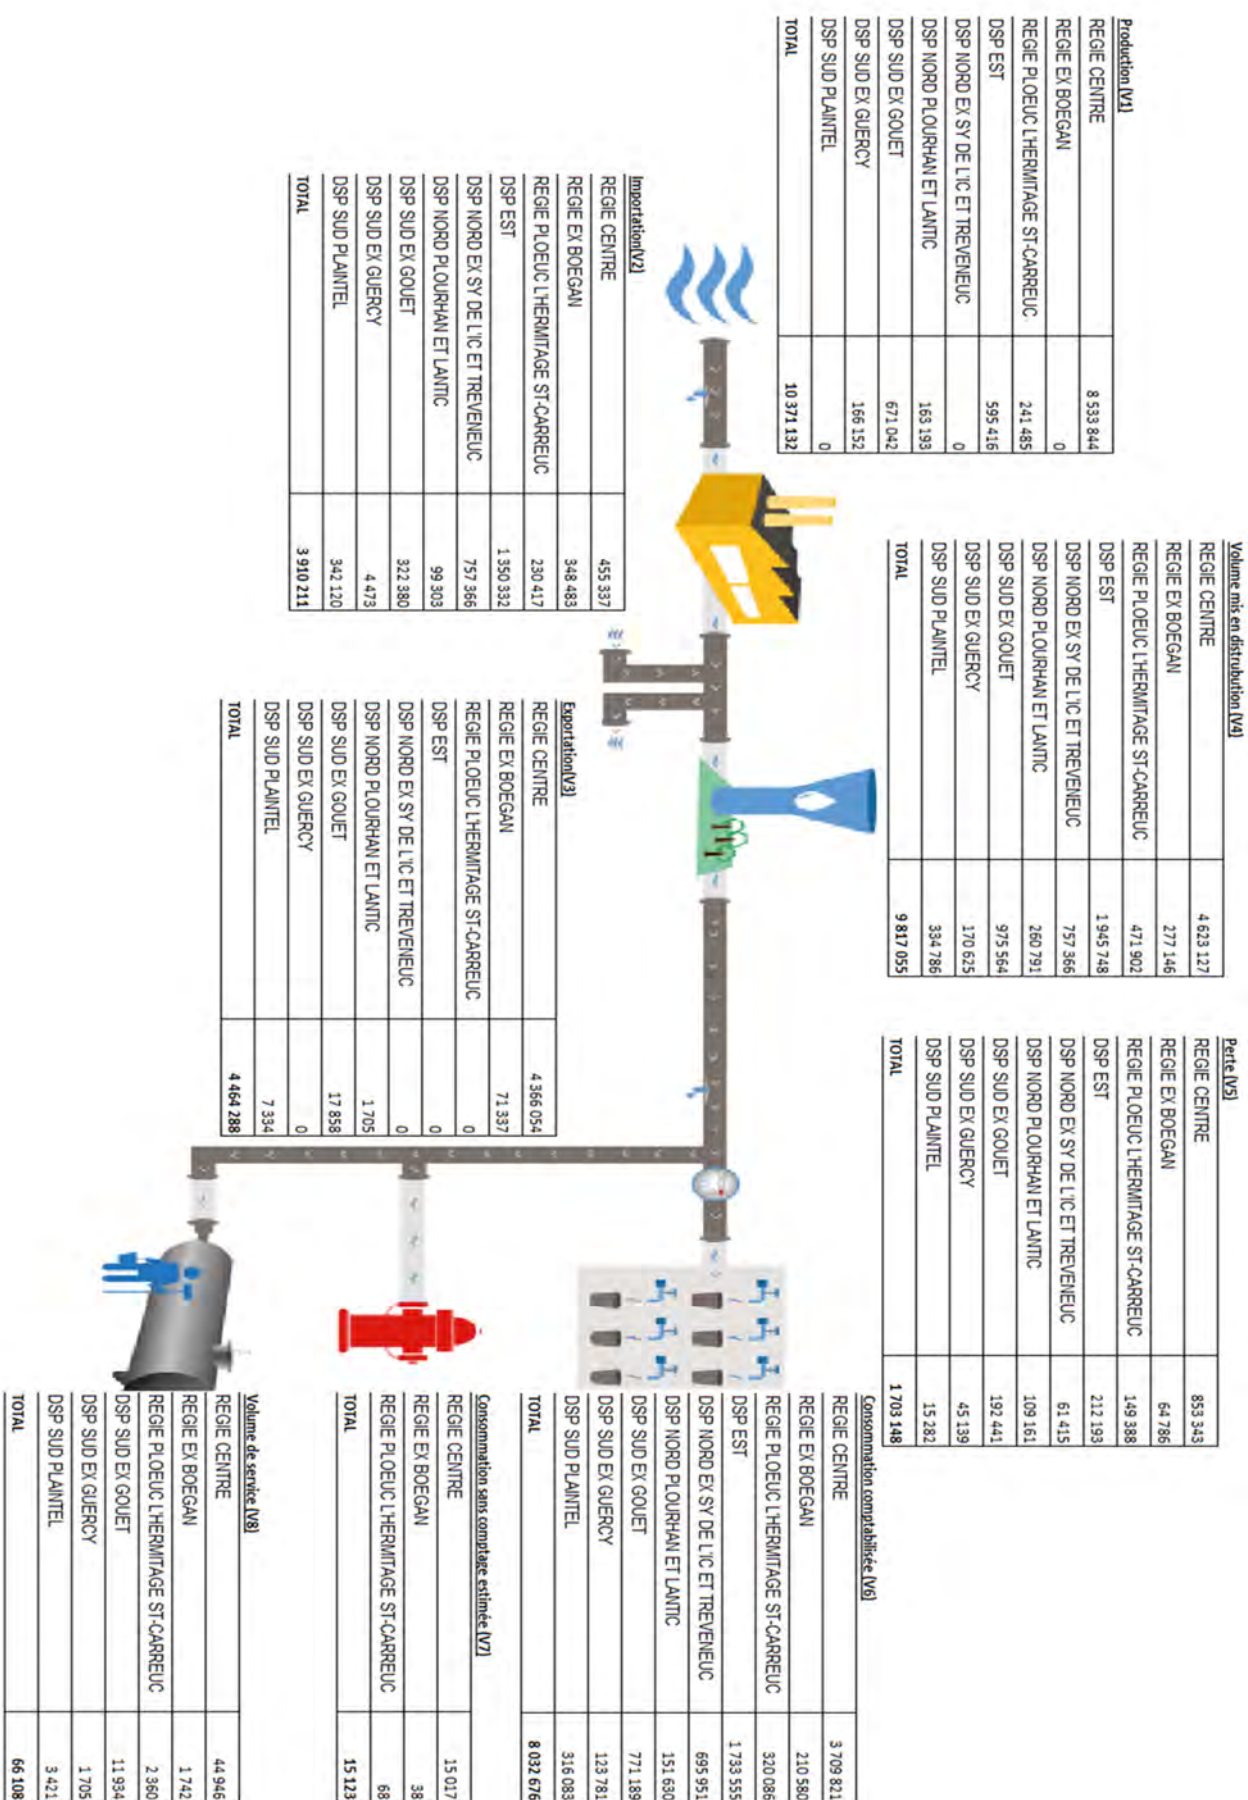 Production (V1)
REGIE CENTRE 8 533 844
REGIE EX BOEGAN 0
REGIE PLOEUC L'HERMITAGE ST-CARREUC 241 485
DSP EST 595 416
DSP NORD EX SY DE L'IC ET TREVENEUC 0
DSP NORD PLOURHAN ET LANTIC 163 193
DSP SUD EX GOUET 671 042
DSP SUD EX GUERCY 166 152
DSP SUD PLAINTEL 0
TOTAL 10 371 132
Volume mis en distrubution (V4)
REGIE CENTRE 4 623 127
REGIE EX BOEGAN 277 146
REGIE PLOEUC L'HERMITAGE ST-CARREUC 471 902
DSP EST 1 945 748
DSP NORD EX SY DE L'IC ET TREVENEUC 757 366
DSP NORD PLOURHAN ET LANTIC 260 791
DSP SUD EX GOUET 975 564
DSP SUD EX GUERCY 170 625
DSP SUD PLAINTEL 334 786
TOTAL 9 817 055
Perte (V5)
REGIE CENTRE 853 343
REGIE EX BOEGAN 64 786
REGIE PLOEUC L'HERMITAGE ST-CARREUC 149 388
DSP EST 212 193
DSP NORD EX SY DE L'IC ET TREVENEUC 61 415
DSP NORD PLOURHAN ET LANTIC 109 161
DSP SUD EX GOUET 192 441
DSP SUD EX GUERCY 45 139
DSP SUD PLAINTEL 15 282
TOTAL 1 703 148
Importation(V2)
REGIE CENTRE 455 337
REGIE EX BOEGAN 348 483
REGIE PLOEUC L'HERMITAGE ST-CARREUC 230 417
DSP EST 1 350 332
DSP NORD EX SY DE L'IC ET TREVENEUC 757 366
DSP NORD PLOURHAN ET LANTIC 99 303
DSP SUD EX GOUET 322 380
DSP SUD EX GUERCY 4 473
DSP SUD PLAINTEL 342 120
TOTAL 3 910 211
Exportation(V3)
REGIE CENTRE 4 366 054
REGIE EX BOEGAN 71 337
REGIE PLOEUC L'HERMITAGE ST-CARREUC 0
DSP EST 0
DSP NORD EX SY DE L'IC ET TREVENEUC 0
DSP NORD PLOURHAN ET LANTIC 1 705
DSP SUD EX GOUET 17 858
DSP SUD EX GUERCY 0
DSP SUD PLAINTEL 7 334
TOTAL 4 464 288
Consommation comptabilisée (V6)
REGIE CENTRE 3 709 821
REGIE EX BOEGAN 210 580
REGIE PLOEUC L'HERMITAGE ST-CARREUC 320 086
DSP EST 1 733 555
DSP NORD EX SY DE L'IC ET TREVENEUC 695 951
DSP NORD PLOURHAN ET LANTIC 151 630
DSP SUD EX GOUET 771 189
DSP SUD EX GUERCY 123 781
DSP SUD PLAINTEL 316 083
TOTAL 8 032 676
Consommation sans comptage estimée (V7)
REGIE CENTRE 15 017
REGIE EX BOEGAN 38
REGIE PLOEUC L'HERMITAGE ST-CARREUC 68
TOTAL 15 123
Volume de service (V8)
REGIE CENTRE 44 946
REGIE EX BOEGAN 1 742
REGIE PLOEUC L'HERMITAGE ST-CARREUC 2 360
DSP SUD EX GOUET 11 934
DSP SUD EX GUERCY 1 705
DSP SUD PLAINTEL 3 421
TOTAL 66 108